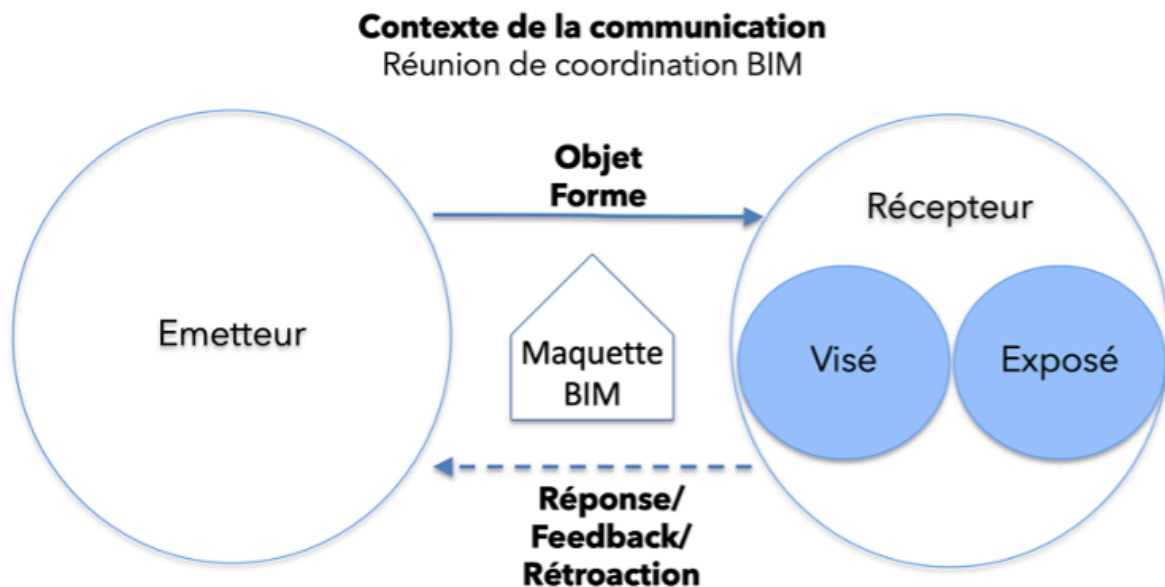 Contexte de la communication
Réunion de coordination BIM
Objet
Forme
Récepteur
Emetteur
Maquette
BIM
Visé
Exposé
Réponse/
Feedback/
Rétroaction